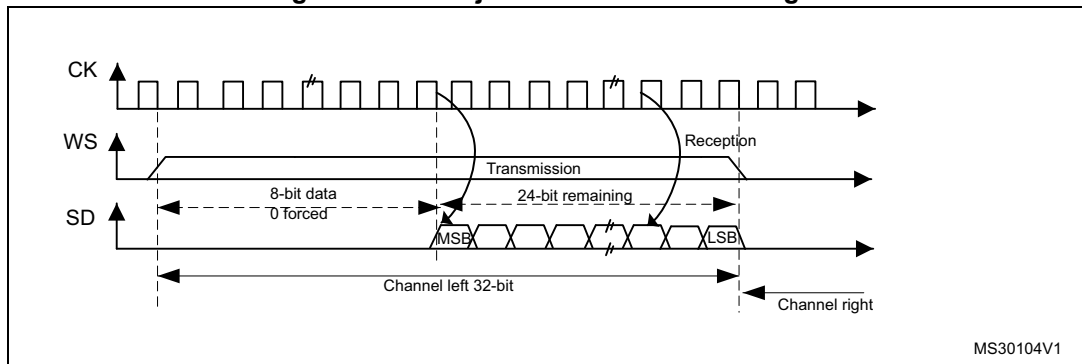 CK
Reception
WS
Transmission
8-bit data
24-bit remaining
0 forced
SD
MSB
LSB
Channel left 32-bit
Channel right
MS30104V1